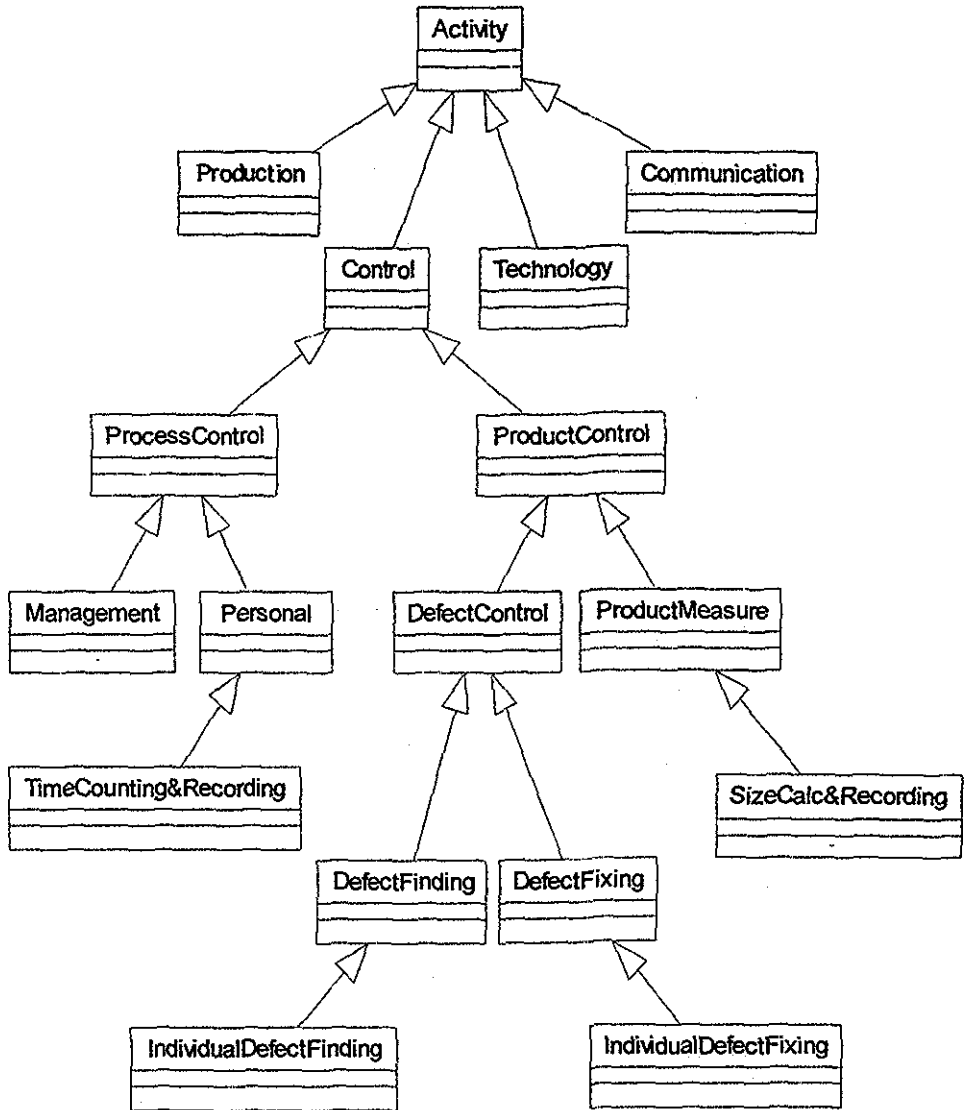 Activity
Production
Communication
Control
Technology
ProcessControl
ProductControl
Management
Personal
DefectControl
ProductMeasure
TimeCounting&Recording
SizeCalc&Recording
DefectFinding
DefectFixing
IndividualDefectFinding
IndividualDefectFixing